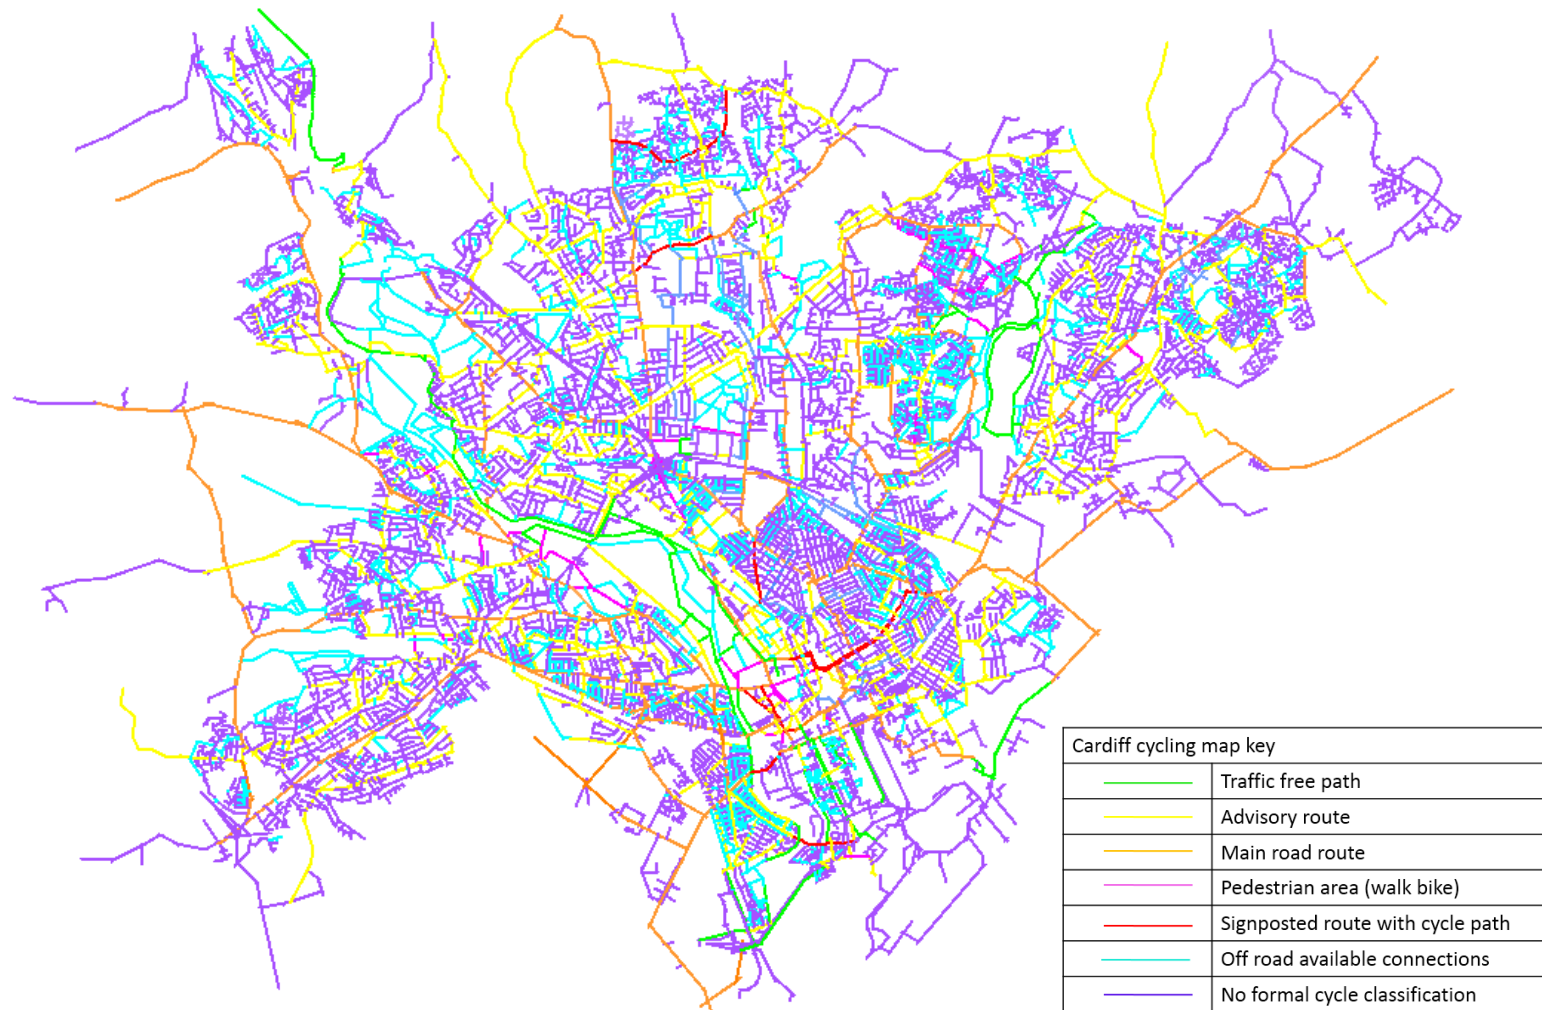 Cardiff cycling map key
Traffic free path
Advisory route
Main road route
Pedestrian area (walk bike)
Signposted route with cycle path
Off road available connections
No formal cycle classification